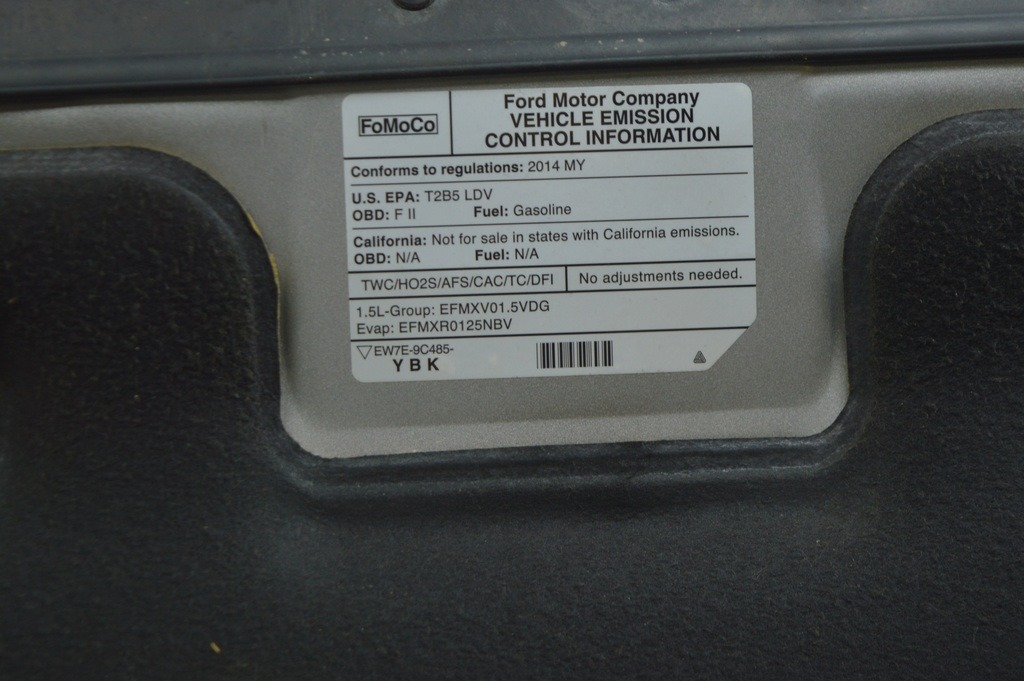 FoMoCo
Ford Motor Company
VEHICLE EMISSION
CONTROL INFORMATION
Conforms to regulations: 2014 MY
U.S. EPA: T2B5 LDV
OBD: F II Fuel: Gasoline
California: Not for sale in states with California emissions.
OBD: N/A Fuel: N/A
TWC/HO2S/AFS/CAC/TC/DFI No adjustments needed.
1.5L-Group: EFMXV01.5VDG
Evap: EFMXR0125NBV
▽EW7E-9C485-
Y B K